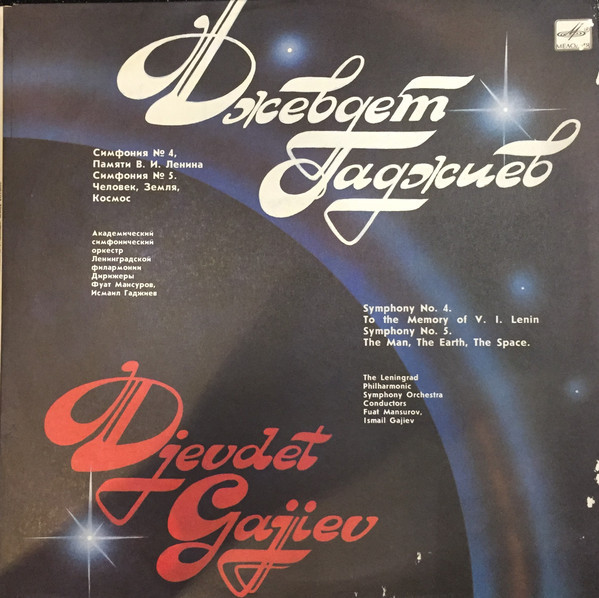 МЕЛОДИЯ
Джевдет
Гаджиев
Симфония № 4,
Памяти В. И. Ленина
Симфония № 5.
Человек, Земля,
Космос
Академический
симфонический
оркестр
Ленинградской
филармонии
Дирижеры
Фуат Мансуров,
Исмаил Гаджиев
Symphony No. 4.
To the Memory of V. I. Lenin
Symphony No. 5.
The Man, The Earth, The Space.
The Leningrad
Philharmonic
Symphony Orchestra
Conductors
Fuat Mansurov,
Ismail Gajiev
Djevdet
Gajiev